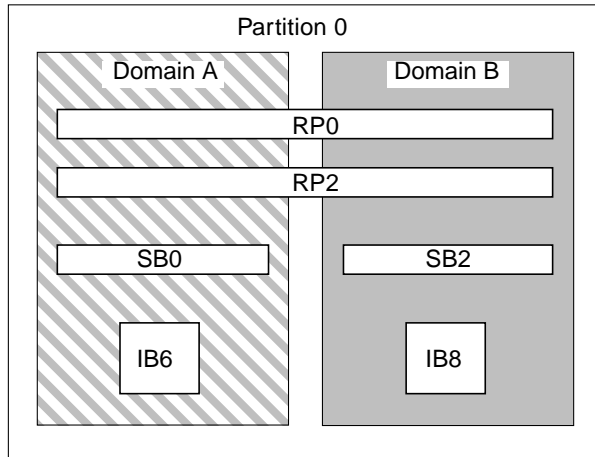 Partition 0
Domain A
Domain B
RP0
RP2
SB0
SB2
IB6
IB8